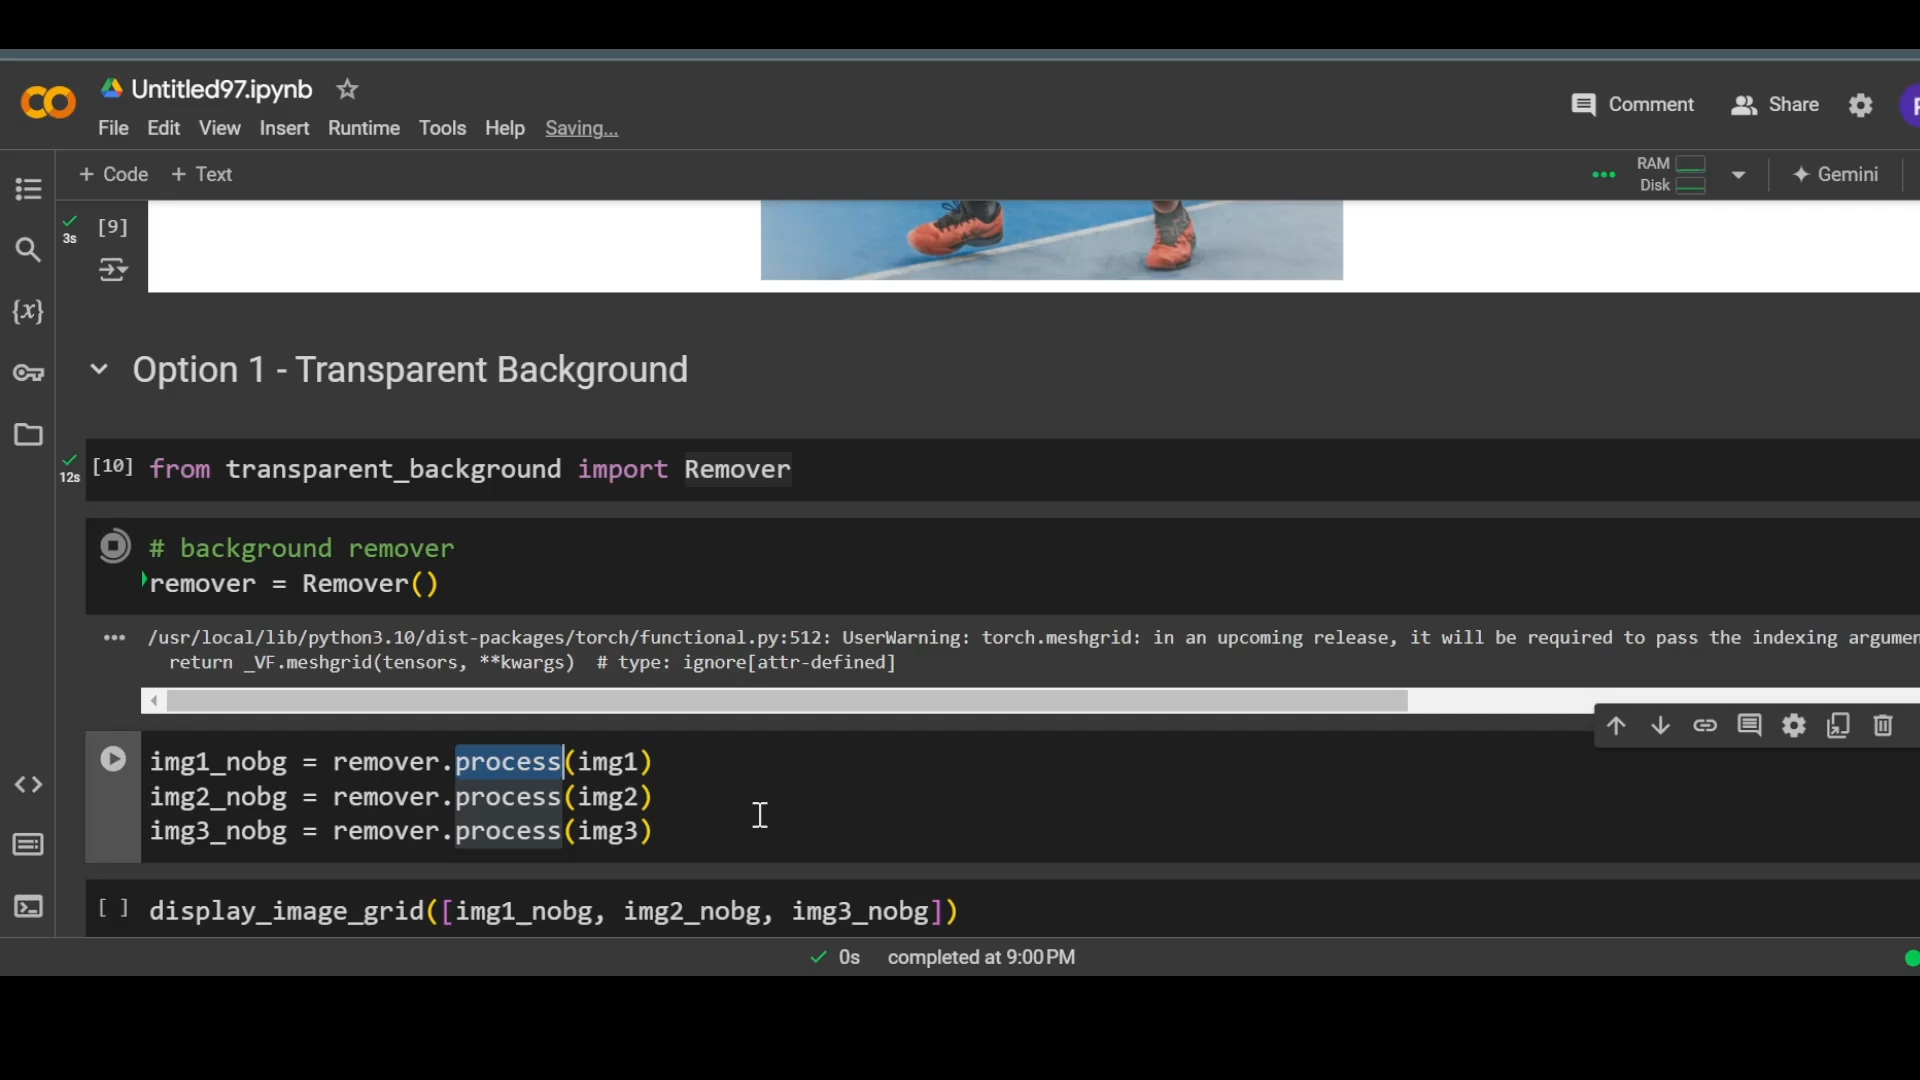 Untitled97.ipynb
File Edit View Insert Runtime Tools Help Saving...
Comment Share
+ Code + Text
RAM
Disk
Gemini
3s [9]
Option 1 - Transparent Background
12s [10] from transparent_background import Remover
# background remover
remover = Remover()
/usr/local/lib/python3.10/dist-packages/torch/functional.py:512: UserWarning: torch.meshgrid: in an upcoming release, it will be required to pass the indexing argumen
return _VF.meshgrid(tensors, **kwargs) # type: ignore[attr-defined]
img1_nobg = remover.process(img1)
img2_nobg = remover.process(img2)
img3_nobg = remover.process(img3)
[ ] display_image_grid([img1_nobg, img2_nobg, img3_nobg])
0s completed at 9:00 PM